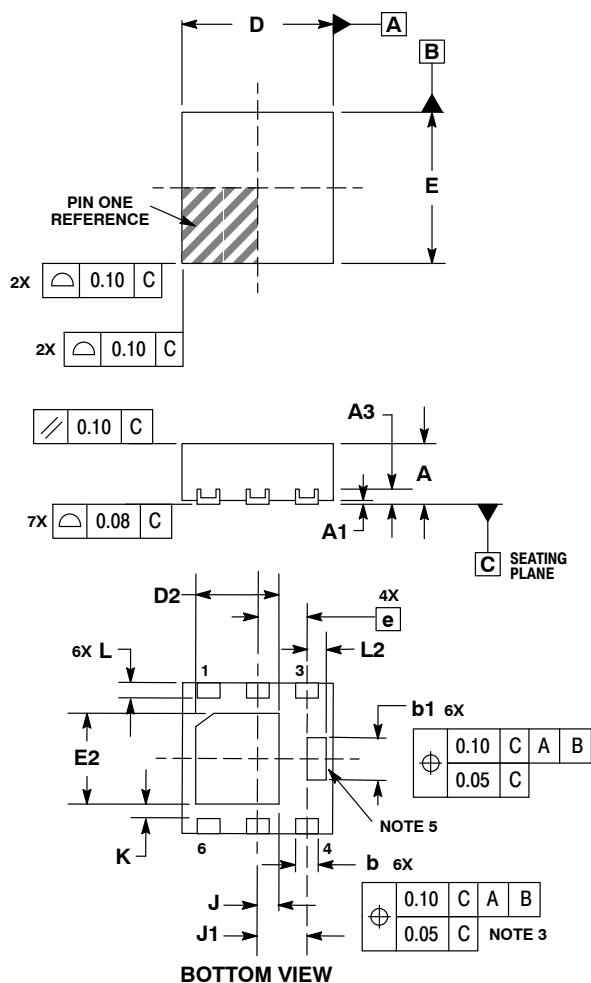 D
A
B
E
PIN ONE
REFERENCE
2X ⌓ 0.10 C
2X ⌓ 0.10 C
// 0.10 C
A3
A
7X ⌓ 0.08 C
A1
C SEATING
PLANE
D2
4X
e
6X L
1
3
L2
b1 6X
⌖ 0.10 C A B
0.05 C
E2
NOTE 5
K
6
4
b 6X
J
⌖ 0.10 C A B
0.05 C NOTE 3
J1
BOTTOM VIEW